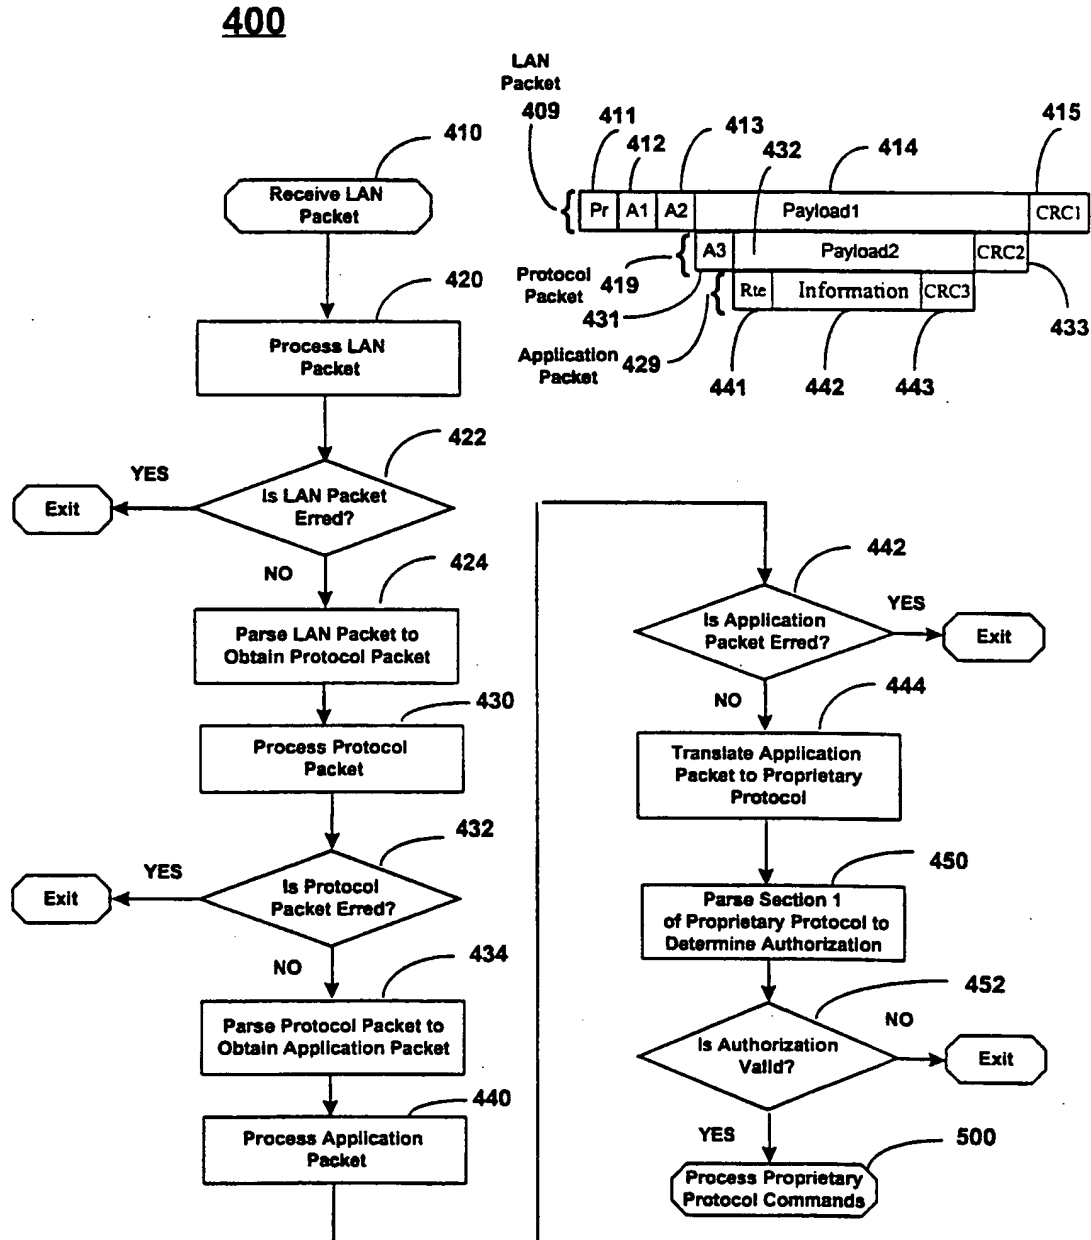 400
LAN
Packet
409
411
412
413
432
414
415
Pr
A1
A2
Payload1
CRC1
A3
Payload2
CRC2
Protocol
Packet
419
431
433
Rte
Information
CRC3
Application
Packet
429
441
442
443
410
Receive LAN
Packet
420
Process LAN
Packet
422
Is LAN Packet
Erred?
YES
Exit
NO
424
Parse LAN Packet to
Obtain Protocol Packet
430
Process Protocol
Packet
432
Is Protocol
Packet Erred?
YES
Exit
NO
434
Parse Protocol Packet to
Obtain Application Packet
440
Process Application
Packet
442
Is Application
Packet Erred?
YES
Exit
NO
444
Translate Application
Packet to Proprietary
Protocol
450
Parse Section 1
of Proprietary Protocol to
Determine Authorization
452
Is Authorization
Valid?
NO
Exit
YES
500
Process Proprietary
Protocol Commands